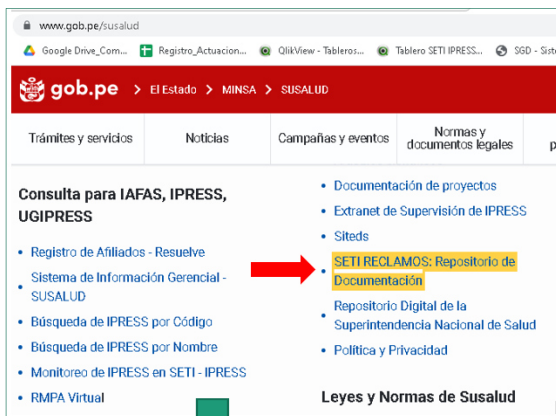 www.gob.pe/susalud
Google Drive_Com... Registro_Actuacion... QlikView - Tableros... Tablero SETI IPRESS... SGD - Siste
gob.pe > El Estado > MINSA > SUSALUD
Trámites y servicios Noticias Campañas y eventos Normas y documentos legales p
Consulta para IAFAS, IPRESS,
UGIPRESS
• Registro de Afiliados - Resuelve
• Sistema de Información Gerencial -
SUSALUD
• Búsqueda de IPRESS por Código
• Búsqueda de IPRESS por Nombre
• Monitoreo de IPRESS en SETI - IPRESS
• RMPA Virtual
• Documentación de proyectos
• Extranet de Supervisión de IPRESS
• Siteds
• SETI RECLAMOS: Repositorio de
Documentación
• Repositorio Digital de la
Superintendencia Nacional de Salud
• Política y Privacidad
Leyes y Normas de Susalud